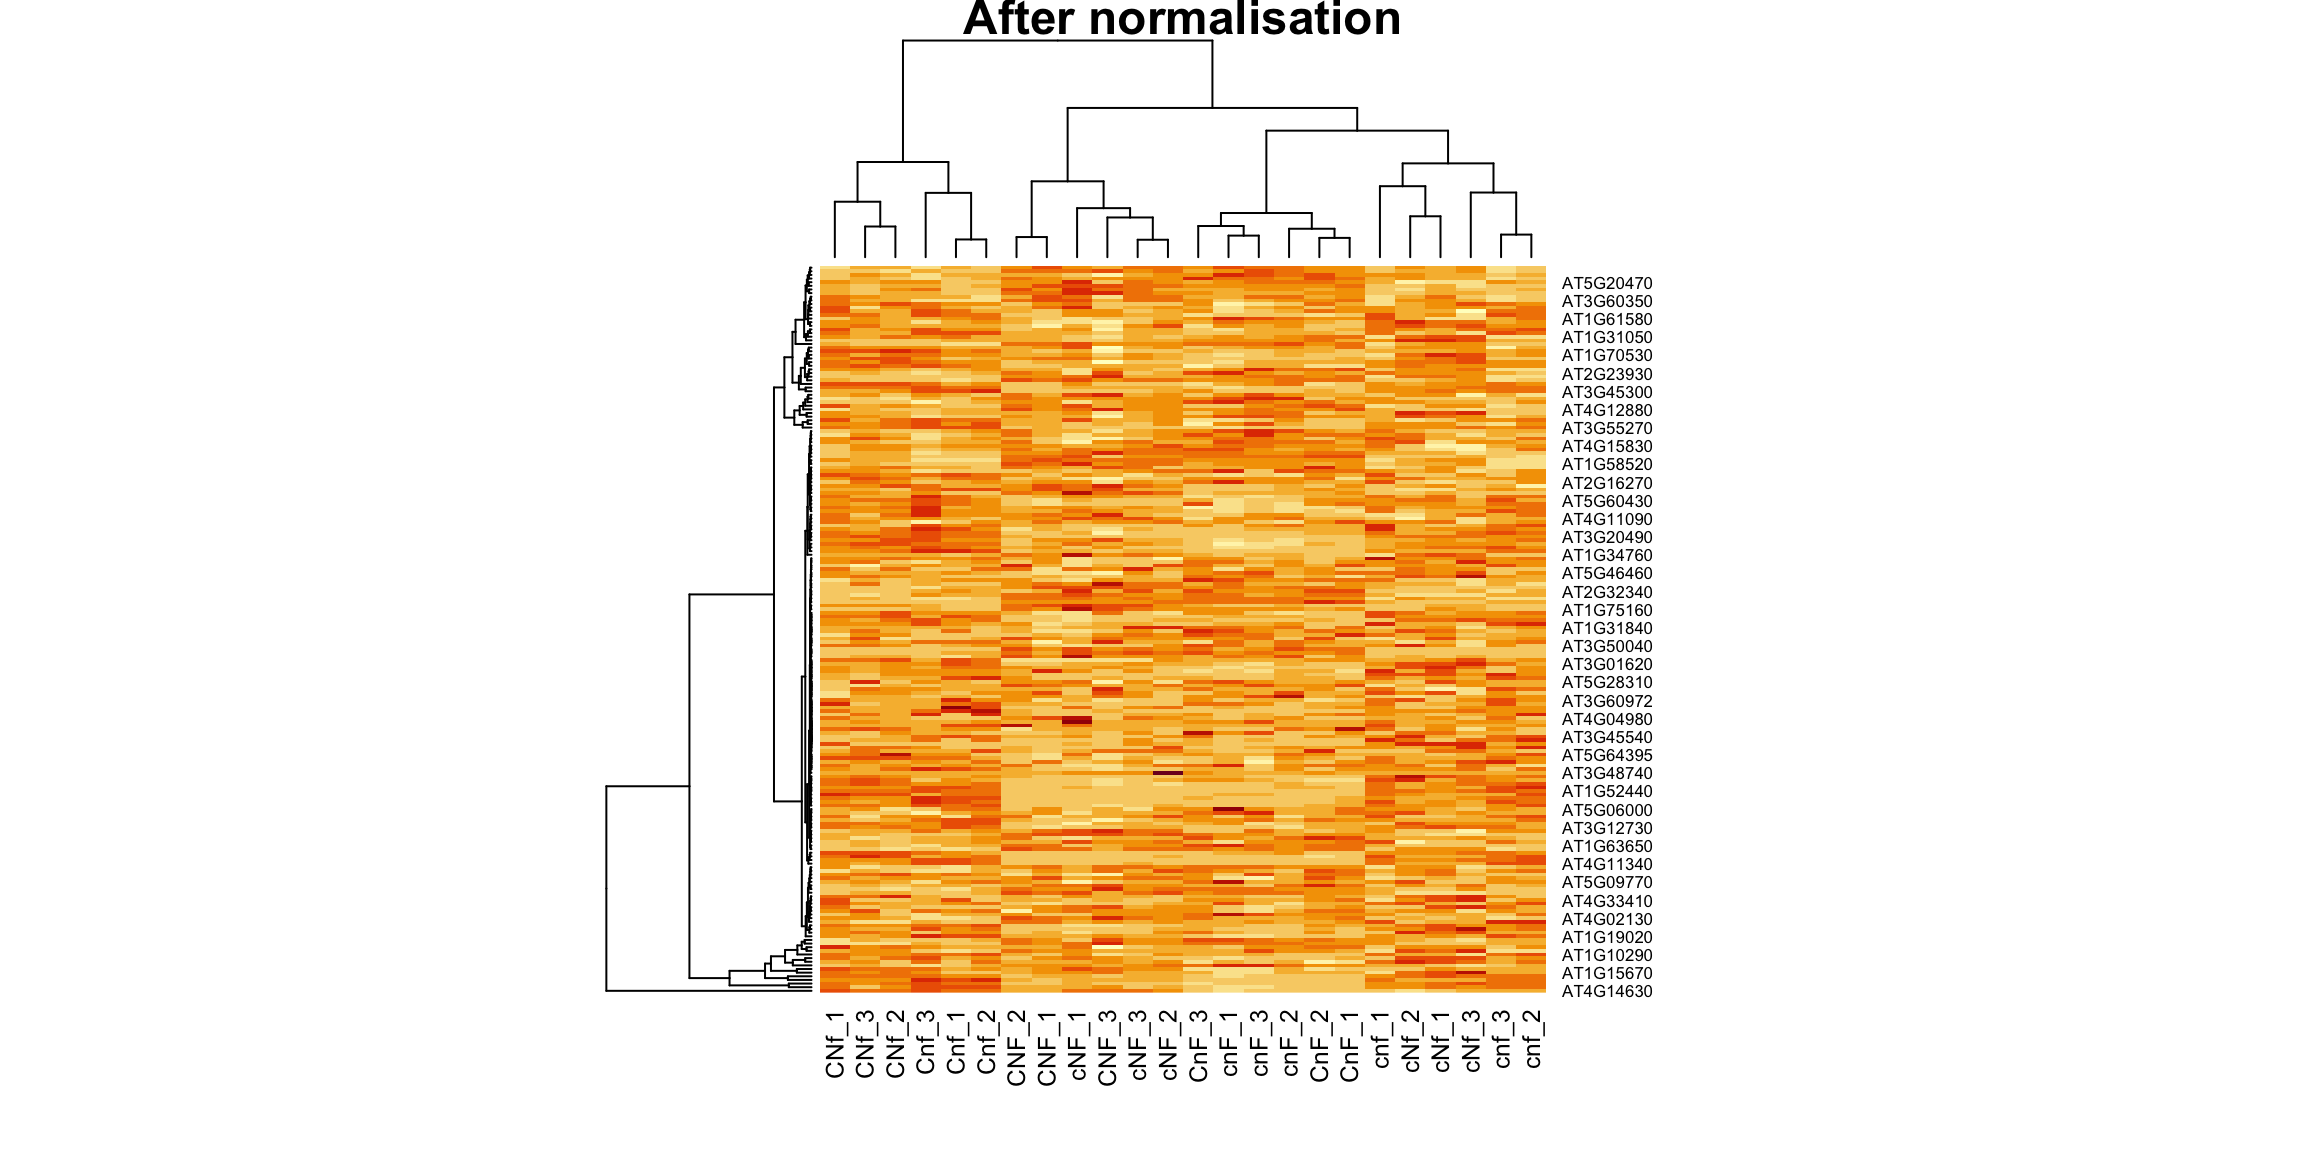 After normalisation
AT5G20470
AT3G60350
AT1G61580
AT1G31050
AT1G70530
AT2G23930
AT3G45300
AT4G12880
AT3G55270
AT4G15830
AT1G58520
AT2G16270
AT5G60430
AT4G11090
AT3G20490
AT1G34760
AT5G46460
AT2G32340
AT1G75160
AT1G31840
AT3G50040
AT3G01620
AT5G28310
AT3G60972
AT4G04980
AT3G45540
AT5G64395
AT3G48740
AT1G52440
AT5G06000
AT3G12730
AT1G63650
AT4G11340
AT5G09770
AT4G33410
AT4G02130
AT1G19020
AT1G10290
AT1G15670
AT4G14630
CNf_1
CNf_3
CNf_2
Cnf_3
Cnf_1
Cnf_2
CNF_2
CNF_1
cNF_1
CNF_3
cNF_3
cNF_2
CnF_3
cnF_1
cnF_3
cnF_2
CnF_2
CnF_1
cnf_1
cNf_2
cNf_1
cNf_3
cnf_3
cnf_2